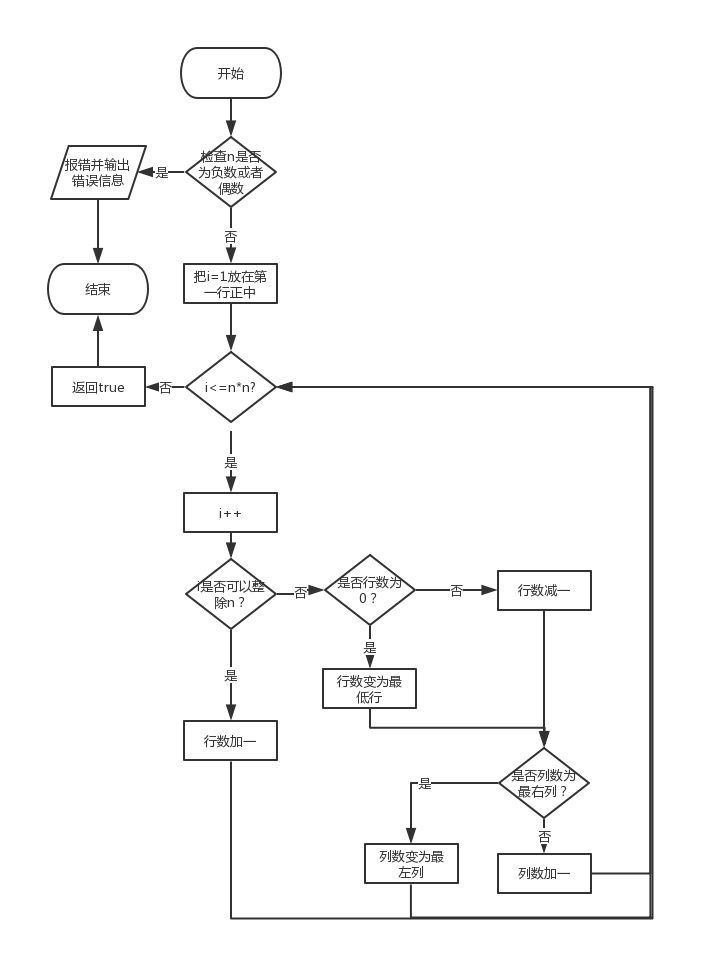 开始
检查n是否
为负数或者
偶数
是
报错并输出
错误信息
否
结束
把i=1放在第
一行正中
返回true
否
i<=n*n?
是
i++
i是否可以整
除n？
否
是否行数为
0？
否
行数减一
是
是
行数变为最
低行
行数加一
是否列数为
最右列？
是
否
列数变为最
左列
列数加一